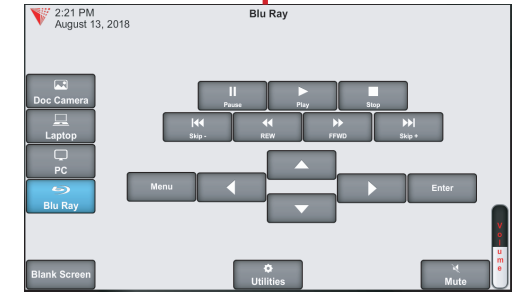 2:21 PM
August 13, 2018
Blu Ray
Doc Camera
Laptop
PC
Blu Ray
Pause
Play
Stop
Skip -
REW
FFWD
Skip +
Menu
Enter
Volume
Blank Screen
Utilities
Mute